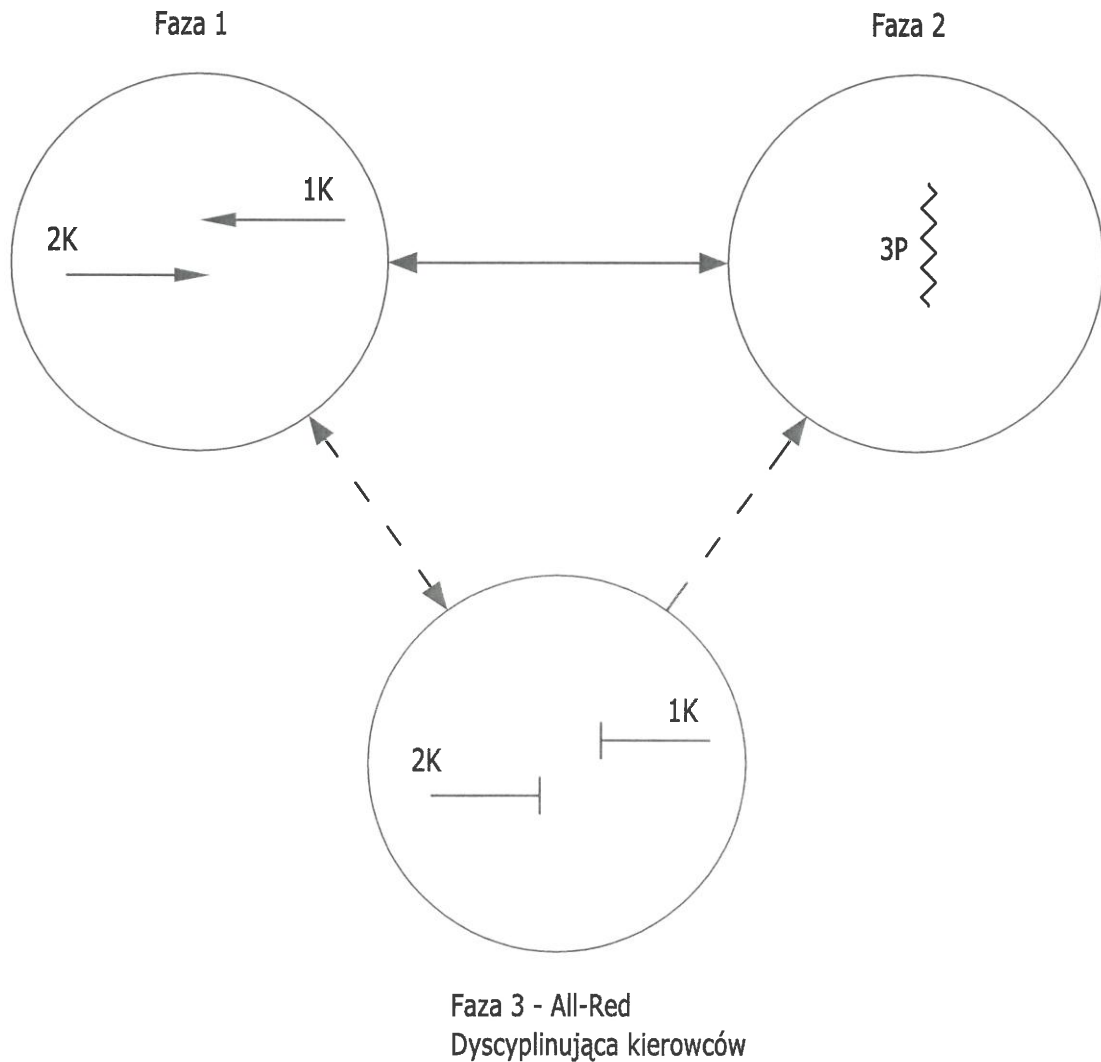 Faza 1
Faza 2
1K
2K
3P
1K
2K
Faza 3 - All-Red
Dyscyplinująca kierowców